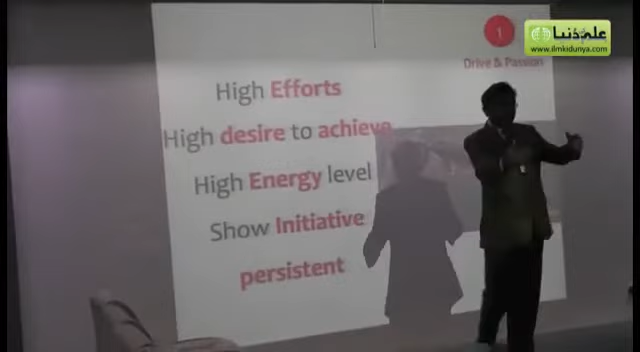 1
علم کی دنیا
www.ilmkidunya.com
Drive & Passion
High Efforts
High desire to achieve
High Energy level
Show Initiative
persistent